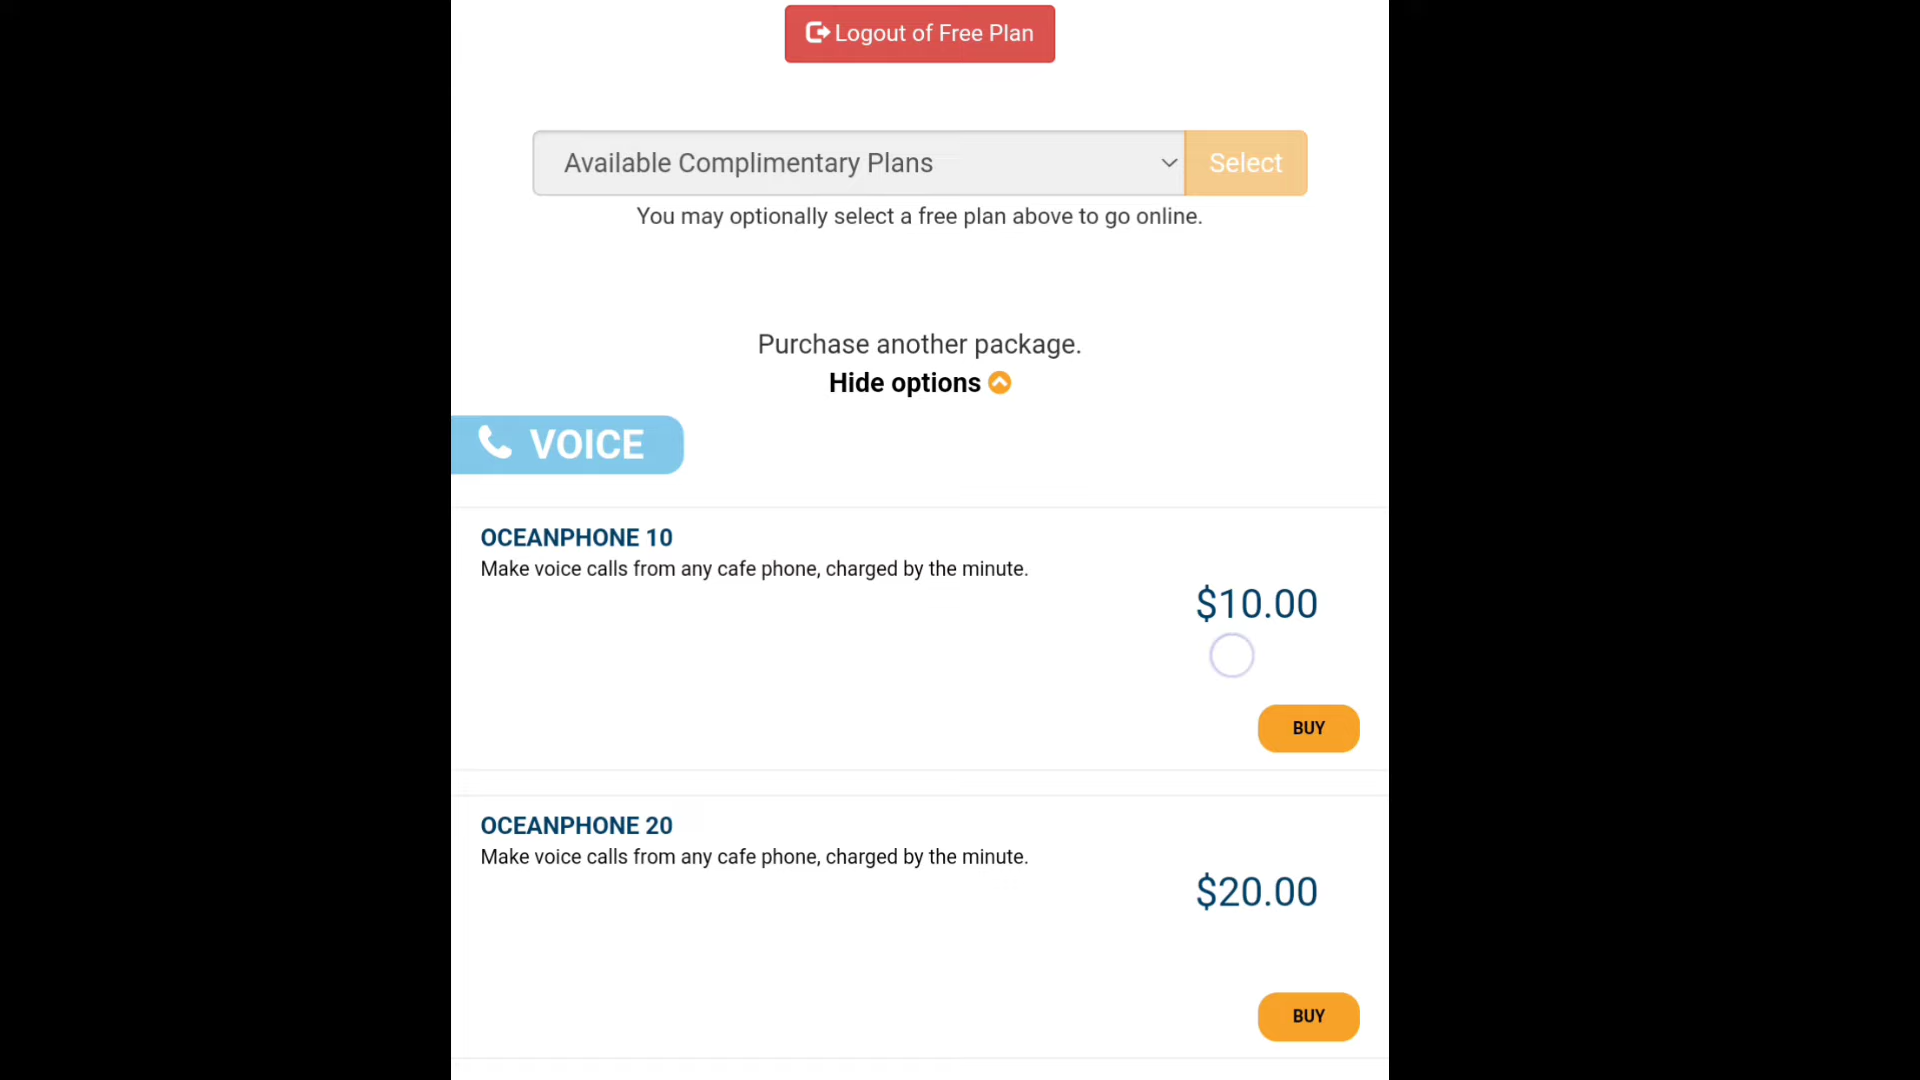 Logout of Free Plan
Available Complimentary Plans
Select
You may optionally select a free plan above to go online.
Purchase another package.
Hide options
VOICE
OCEANPHONE 10
Make voice calls from any cafe phone, charged by the minute.
$10.00
BUY
OCEANPHONE 20
Make voice calls from any cafe phone, charged by the minute.
$20.00
BUY